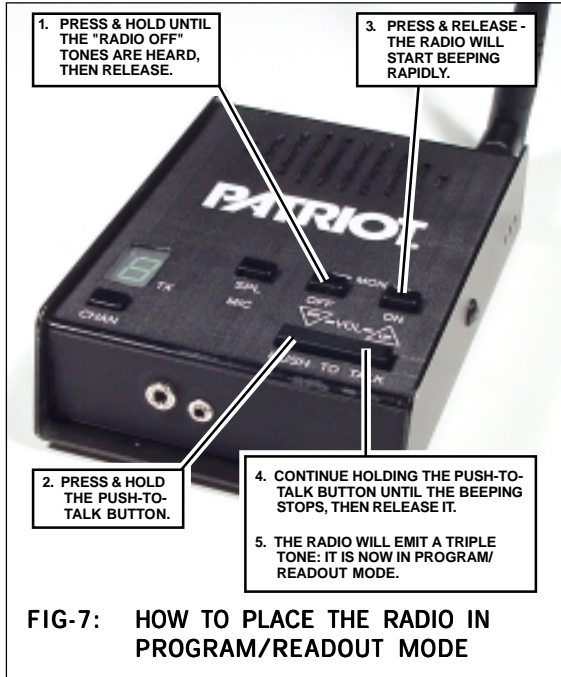 1. PRESS & HOLD UNTIL
THE "RADIO OFF"
TONES ARE HEARD,
THEN RELEASE.
3. PRESS & RELEASE -
THE RADIO WILL
START BEEPING
RAPIDLY.
PATRIOT
TX
CHAN
SPL
MIC
MON
OFF
ON
VOL
PUSH TO TALK
2. PRESS & HOLD
THE PUSH-TO-
TALK BUTTON.
4. CONTINUE HOLDING THE PUSH-TO-
TALK BUTTON UNTIL THE BEEPING
STOPS, THEN RELEASE IT.
5. THE RADIO WILL EMIT A TRIPLE
TONE: IT IS NOW IN PROGRAM/
READOUT MODE.
FIG-7: HOW TO PLACE THE RADIO IN
PROGRAM/READOUT MODE